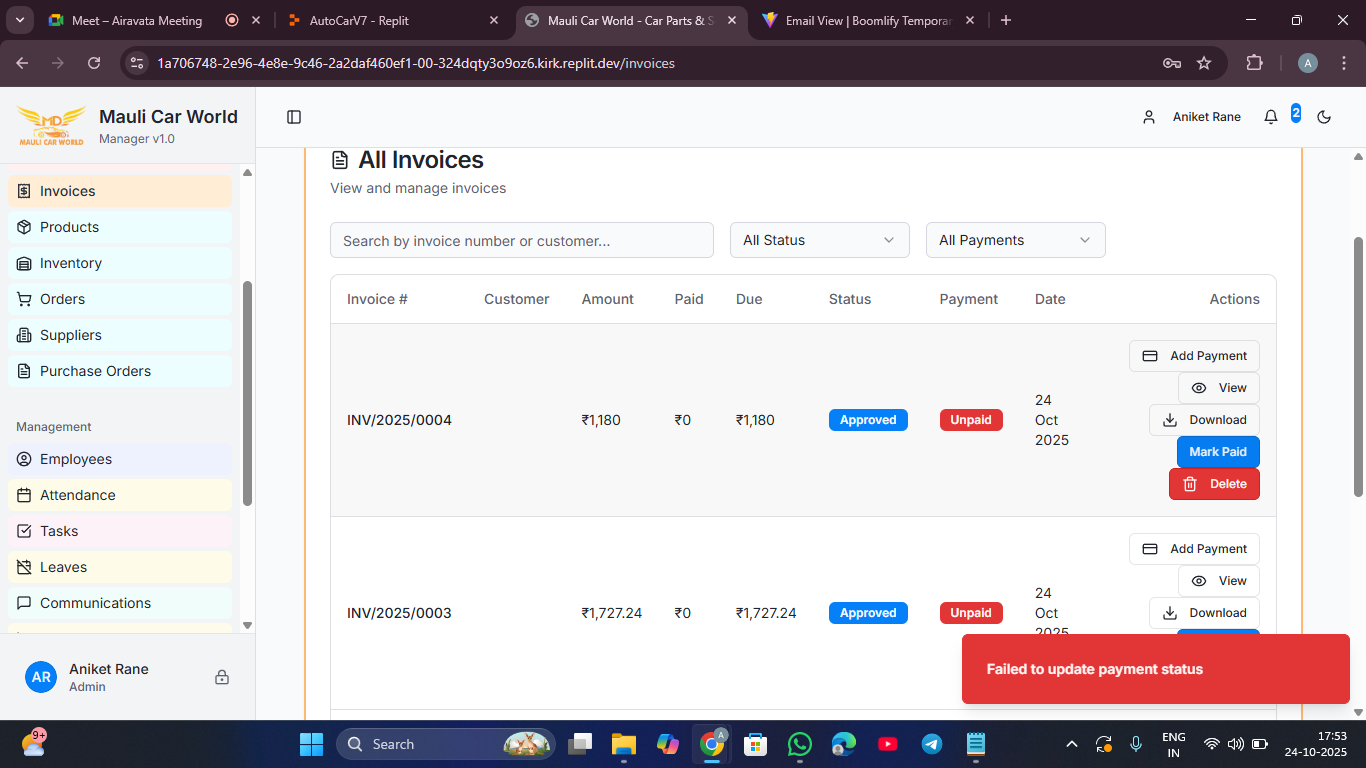 Meet – Airavata Meeting
AutoCarV7 - Replit
Mauli Car World - Car Parts & S
Email View | Boomlify Temporar
1a706748-2e96-4e8e-9c46-2a2daf460ef1-00-324dqty3o9oz6.kirk.replit.dev/invoices
A
MD
MAULI CAR WORLD
Mauli Car World
Manager v1.0
Aniket Rane
2
Invoices
Products
Inventory
Orders
Suppliers
Purchase Orders
Management
Employees
Attendance
Tasks
Leaves
Communications
AR
Aniket Rane
Admin
All Invoices
View and manage invoices
Search by invoice number or customer...
All Status
All Payments
Invoice # Customer Amount Paid Due Status Payment Date Actions
INV/2025/0004 ₹1,180 ₹0 ₹1,180 Approved Unpaid
24
Oct
2025
Add Payment
View
Download
Mark Paid
Delete
INV/2025/0003 ₹1,727.24 ₹0 ₹1,727.24 Approved Unpaid
24
Oct
2025
Add Payment
View
Download
Failed to update payment status
9+
Search
A
ENG
IN
17:53
24-10-2025